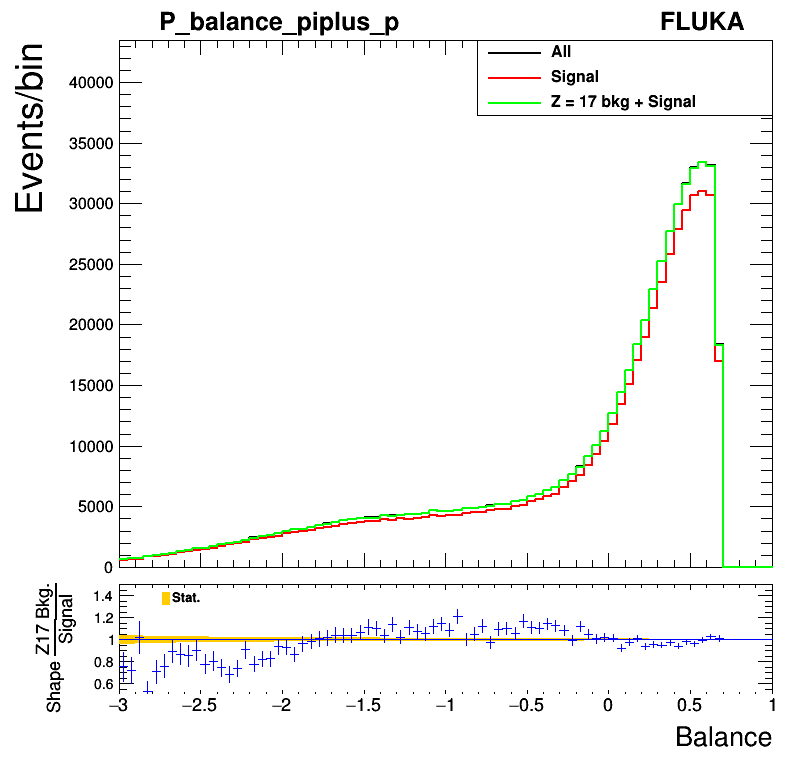 P_balance_piplus_p FLUKA
Events/bin
All
Signal
Z = 17 bkg + Signal
40000
35000
30000
25000
20000
15000
10000
5000
0
Shape Z17 Bkg. Signal
Stat.
1.4
1.2
1
0.8
0.6
−3 −2.5 −2 −1.5 −1 −0.5 0 0.5 1
Balance